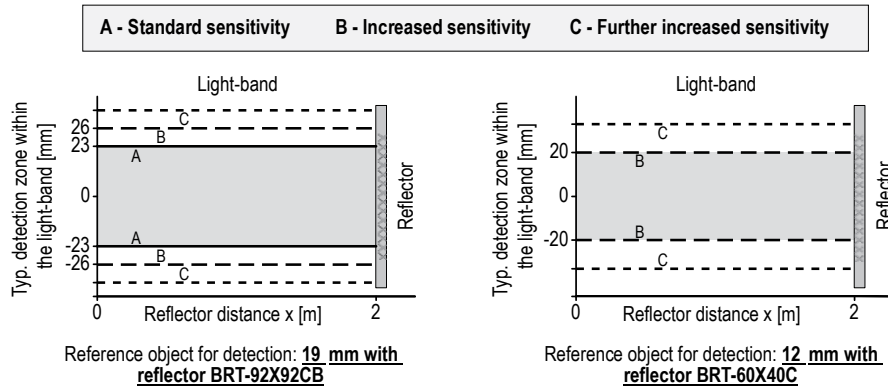 A - Standard sensitivity B - Increased sensitivity C - Further increased sensitivity
Light-band
Typ. detection zone within
the light-band [mm]
26
23
0
-23
-26
C
B
A
A
B
C
Reflector
0
Reflector distance x [m]
2
Reference object for detection: 19 mm with
reflector BRT-92X92CB
Light-band
Typ. detection zone within
the light-band [mm]
20
0
-20
C
B
B
C
Reflector
0
Reflector distance x [m]
2
Reference object for detection: 12 mm with
reflector BRT-60X40C